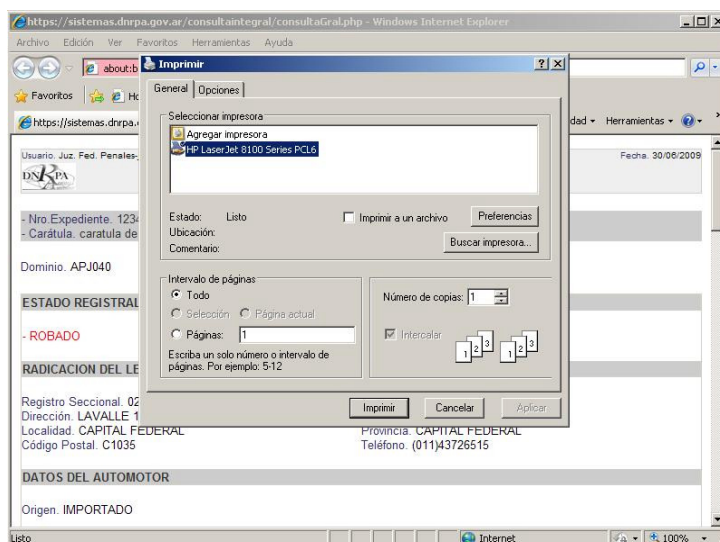 https://sistemas.dnrpa.gov.ar/consultaintegral/consultaGral.php - Windows Internet Explorer
Archivo Edición Ver Favoritos Herramientas Ayuda
about:b
Favoritos
https://sistemas.dnrpa.
dad Herramientas
Imprimir
General Opciones
Seleccionar impresora
Agregar impresora
HP LaserJet 8100 Series PCL6
Estado: Listo
Imprimir a un archivo
Preferencias
Ubicación:
Comentario:
Buscar impresora...
Intervalo de páginas
Todo
Selección Página actual
Páginas: 1
Escriba un solo número o intervalo de
páginas. Por ejemplo: 5-12
Número de copias: 1
Intercalar
1 2 3 1 2 3
Imprimir Cancelar Aplicar
Usuario. Juz. Fed. Penales- Fecha. 30/06/2009
DNRPA
- Nro.Expediente. 1234
- Carátula. caratula de
Dominio. APJ040
ESTADO REGISTRAL
- ROBADO
RADICACION DEL LE
Registro Seccional. 02
Dirección. LAVALLE 1
Localidad. CAPITAL FEDERAL Provincia. CAPITAL FEDERAL
Código Postal. C1035 Teléfono. (011)43726515
DATOS DEL AUTOMOTOR
Origen. IMPORTADO
Listo Internet 100%